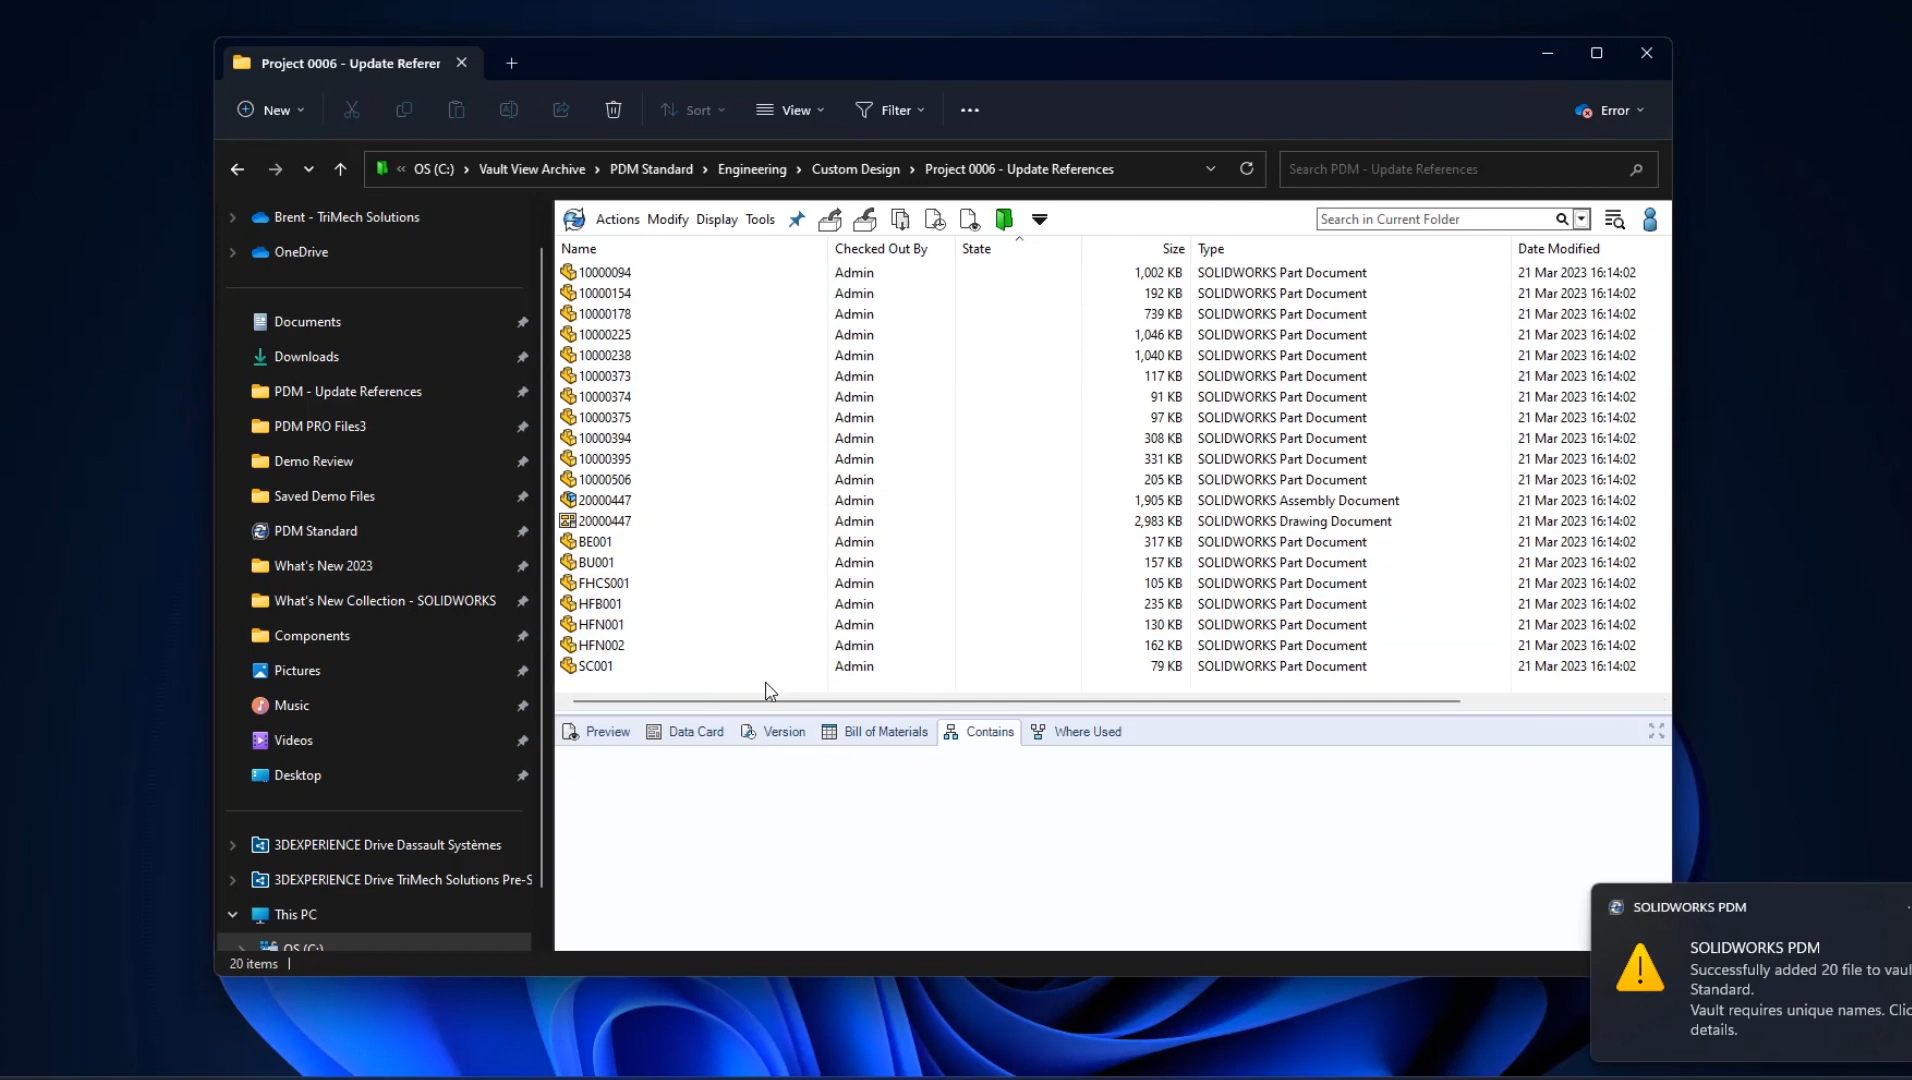 Project 0006 - Update Referer
New
Sort
View
Filter
Error
« OS (C:) › Vault View Archive › PDM Standard › Engineering › Custom Design › Project 0006 - Update References
Search PDM - Update References
Brent - TriMech Solutions
OneDrive
Documents
Downloads
PDM - Update References
PDM PRO Files3
Demo Review
Saved Demo Files
PDM Standard
What's New 2023
What's New Collection - SOLIDWORKS
Components
Pictures
Music
Videos
Desktop
3DEXPERIENCE Drive Dassault Systèmes
3DEXPERIENCE Drive TriMech Solutions Pre-S
This PC
OS (C:)
20 items
Actions Modify Display Tools
Search in Current Folder
Name Checked Out By State Size Type Date Modified
10000094 Admin 1,002 KB SOLIDWORKS Part Document 21 Mar 2023 16:14:02
10000154 Admin 192 KB SOLIDWORKS Part Document 21 Mar 2023 16:14:02
10000178 Admin 739 KB SOLIDWORKS Part Document 21 Mar 2023 16:14:02
10000225 Admin 1,046 KB SOLIDWORKS Part Document 21 Mar 2023 16:14:02
10000238 Admin 1,040 KB SOLIDWORKS Part Document 21 Mar 2023 16:14:02
10000373 Admin 117 KB SOLIDWORKS Part Document 21 Mar 2023 16:14:02
10000374 Admin 91 KB SOLIDWORKS Part Document 21 Mar 2023 16:14:02
10000375 Admin 97 KB SOLIDWORKS Part Document 21 Mar 2023 16:14:02
10000394 Admin 308 KB SOLIDWORKS Part Document 21 Mar 2023 16:14:02
10000395 Admin 331 KB SOLIDWORKS Part Document 21 Mar 2023 16:14:02
10000506 Admin 205 KB SOLIDWORKS Part Document 21 Mar 2023 16:14:02
20000447 Admin 1,905 KB SOLIDWORKS Assembly Document 21 Mar 2023 16:14:02
20000447 Admin 2,983 KB SOLIDWORKS Drawing Document 21 Mar 2023 16:14:02
BE001 Admin 317 KB SOLIDWORKS Part Document 21 Mar 2023 16:14:02
BU001 Admin 157 KB SOLIDWORKS Part Document 21 Mar 2023 16:14:02
FHCS001 Admin 105 KB SOLIDWORKS Part Document 21 Mar 2023 16:14:02
HFB001 Admin 235 KB SOLIDWORKS Part Document 21 Mar 2023 16:14:02
HFN001 Admin 130 KB SOLIDWORKS Part Document 21 Mar 2023 16:14:02
HFN002 Admin 162 KB SOLIDWORKS Part Document 21 Mar 2023 16:14:02
SC001 Admin 79 KB SOLIDWORKS Part Document 21 Mar 2023 16:14:02
Preview Data Card Version Bill of Materials Contains Where Used
SOLIDWORKS PDM
SOLIDWORKS PDM
Successfully added 20 file to vaul
Standard.
Vault requires unique names. Clic
details.